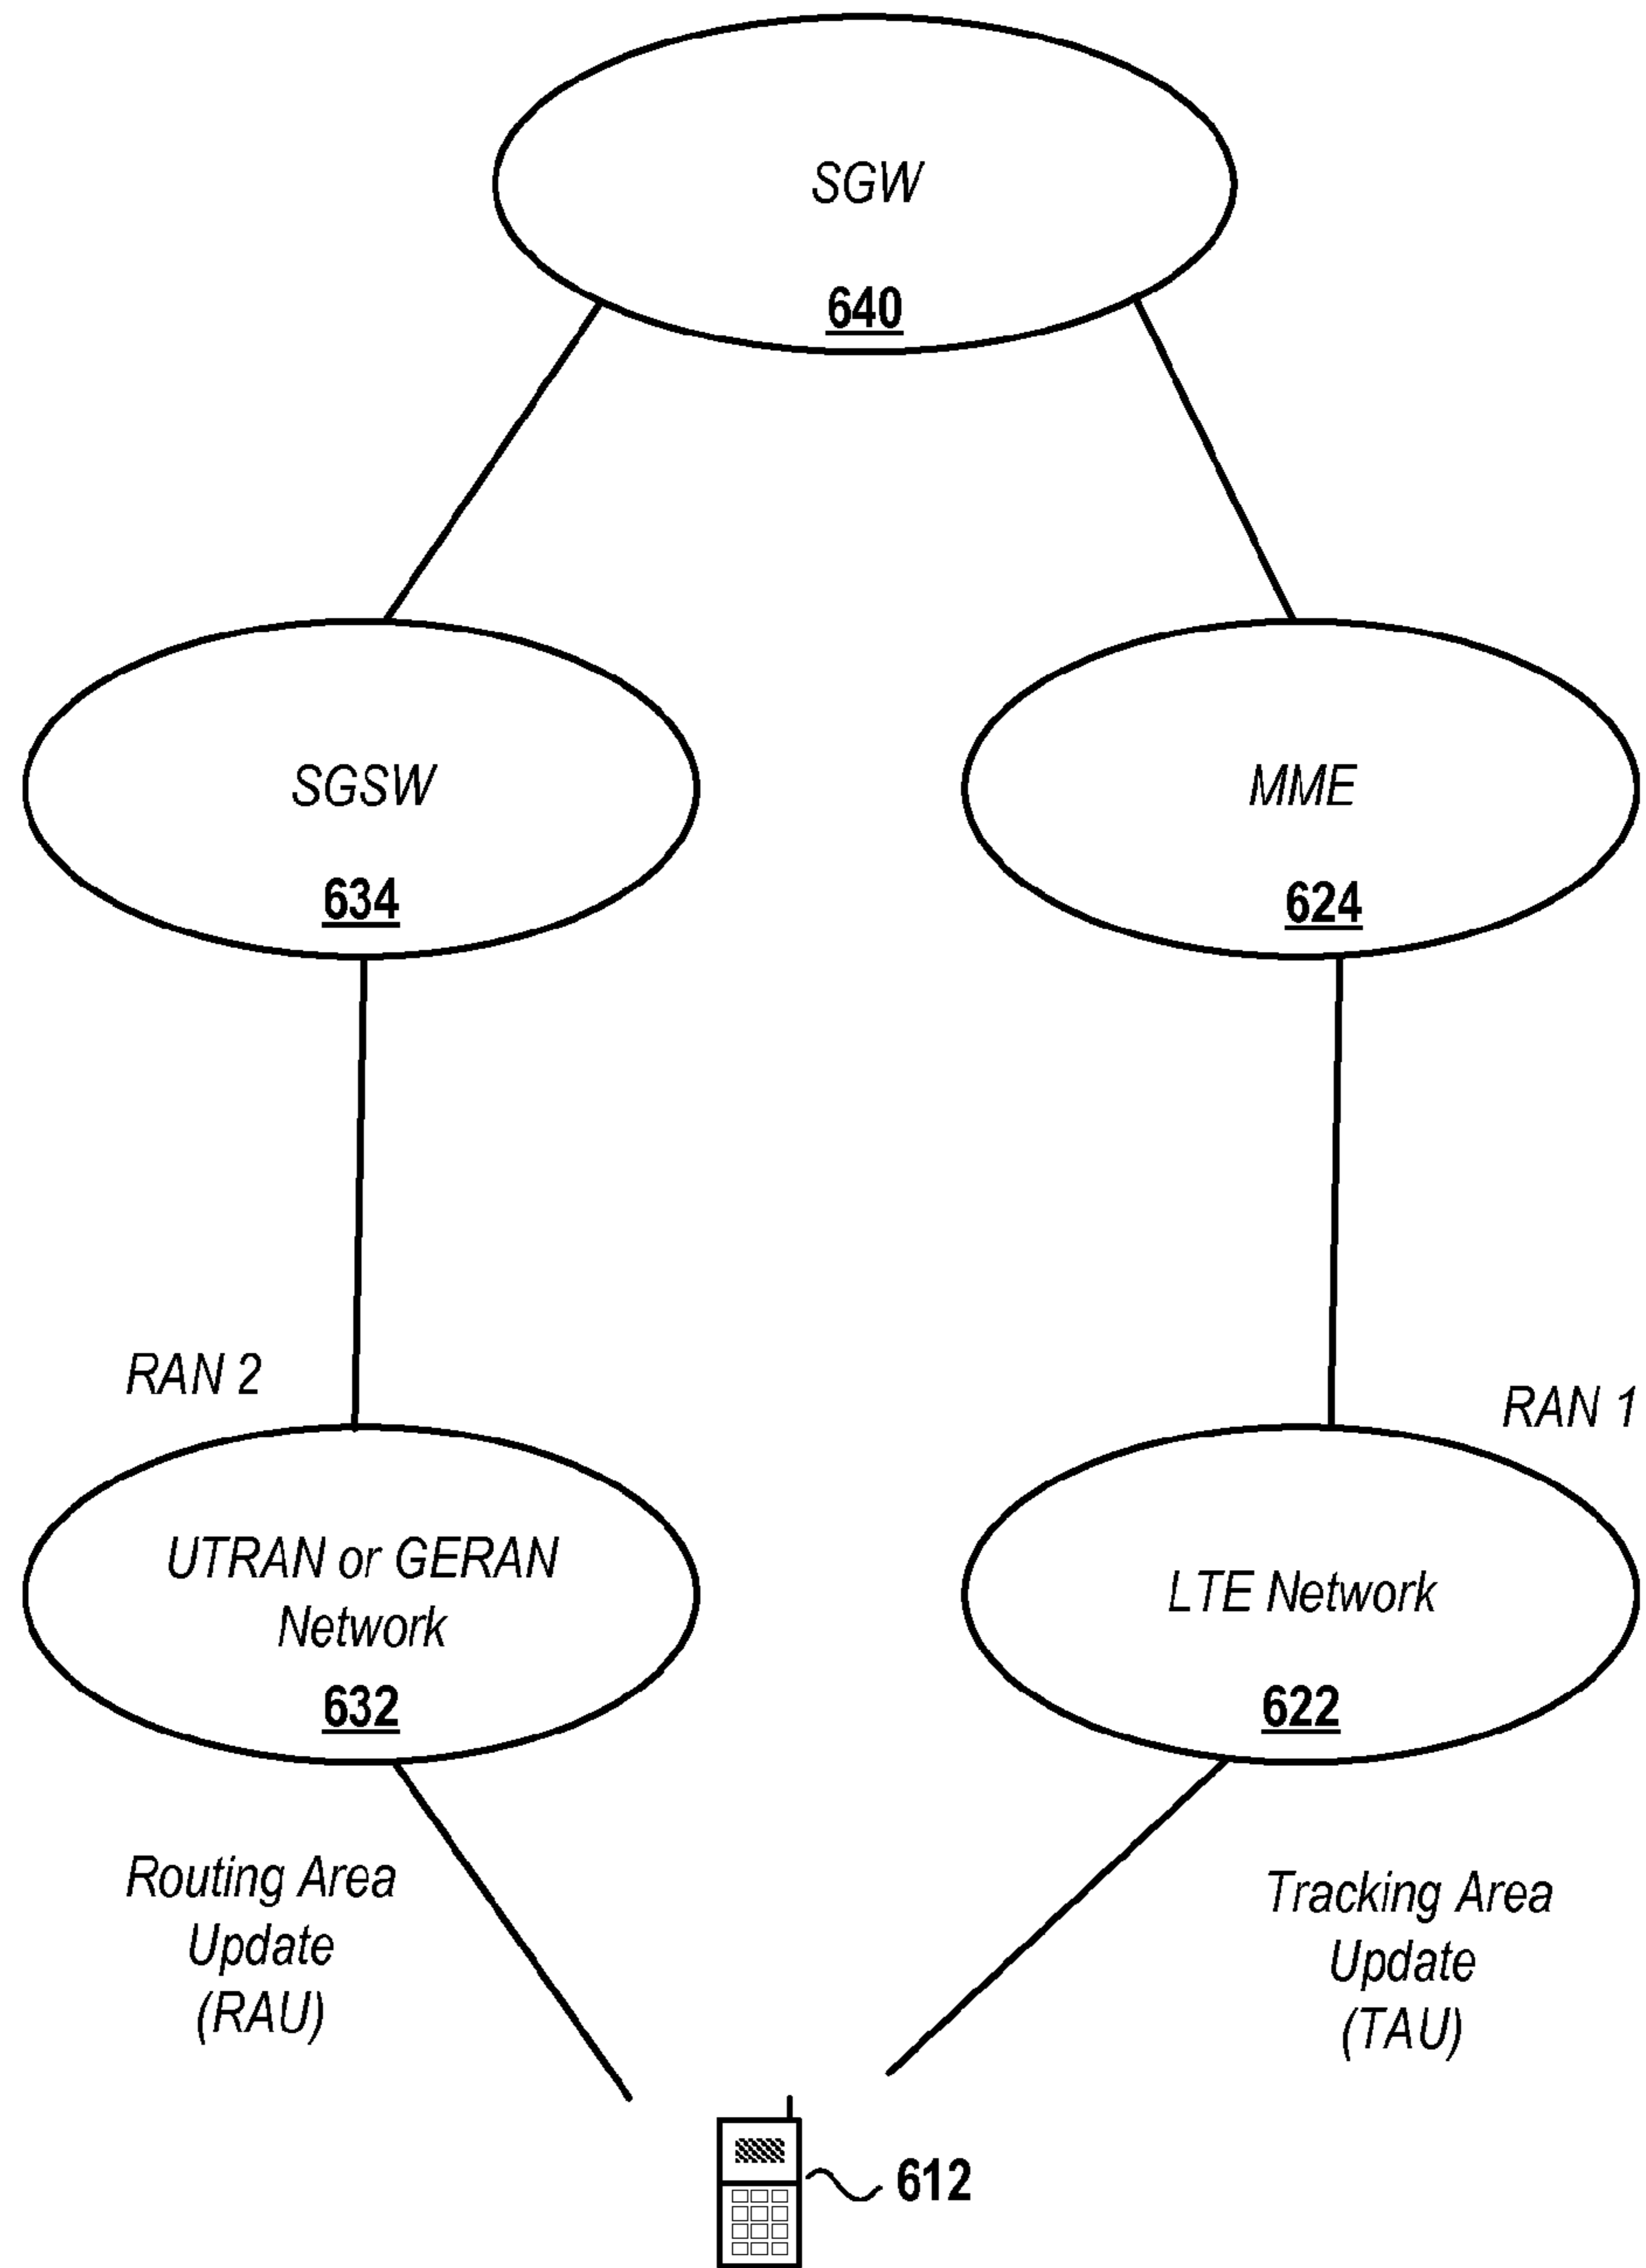 SGW
640
SGSW
634
MME
624
RAN 2
RAN 1
UTRAN or GERAN
Network
632
LTE Network
622
Routing Area
Update
(RAU)
Tracking Area
Update
(TAU)
612